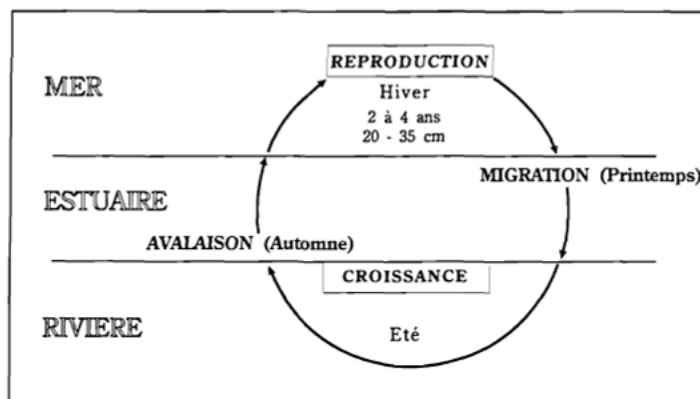 REPRODUCTION
MER
Hiver
2 à 4 ans
20 - 35 cm
MIGRATION (Printemps)
ESTUAIRE
AVALAISON (Automne)
CROISSANCE
RIVIERE
Eté